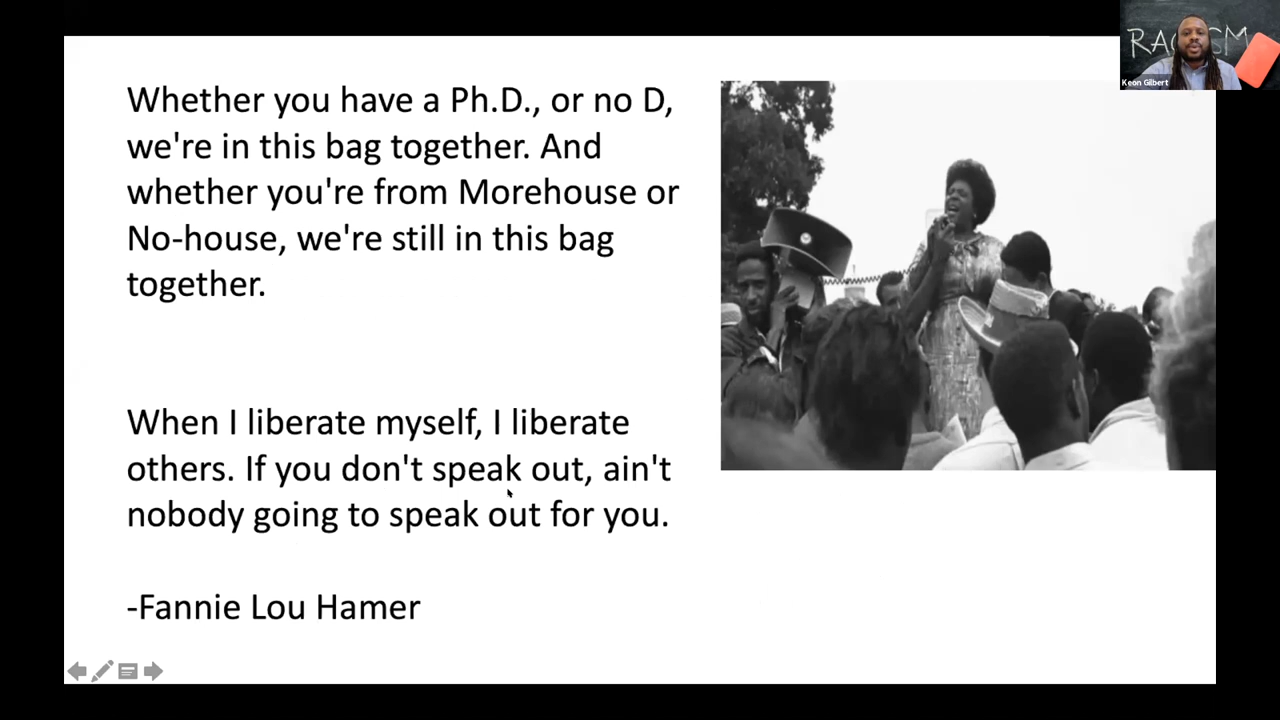 Whether you have a Ph.D., or no D,
we're in this bag together. And
whether you're from Morehouse or
No-house, we're still in this bag
together.
When I liberate myself, I liberate
others. If you don't speak out, ain't
nobody going to speak out for you.
-Fannie Lou Hamer
RACISM
Keon Gilbert